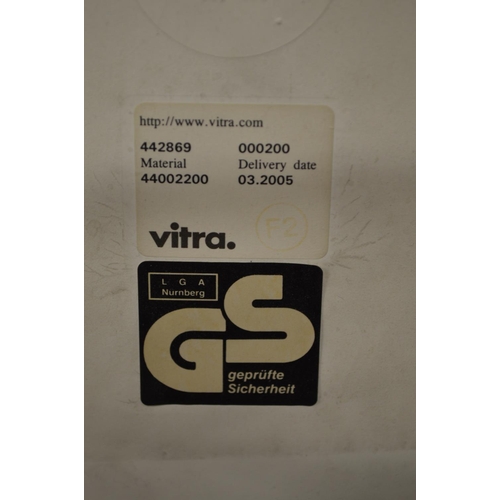 http://www.vitra.com
442869 000200
Material Delivery date
44002200 03.2005
vitra. F2
L G A
Nurnberg
GS
geprüfte
Sicherheit